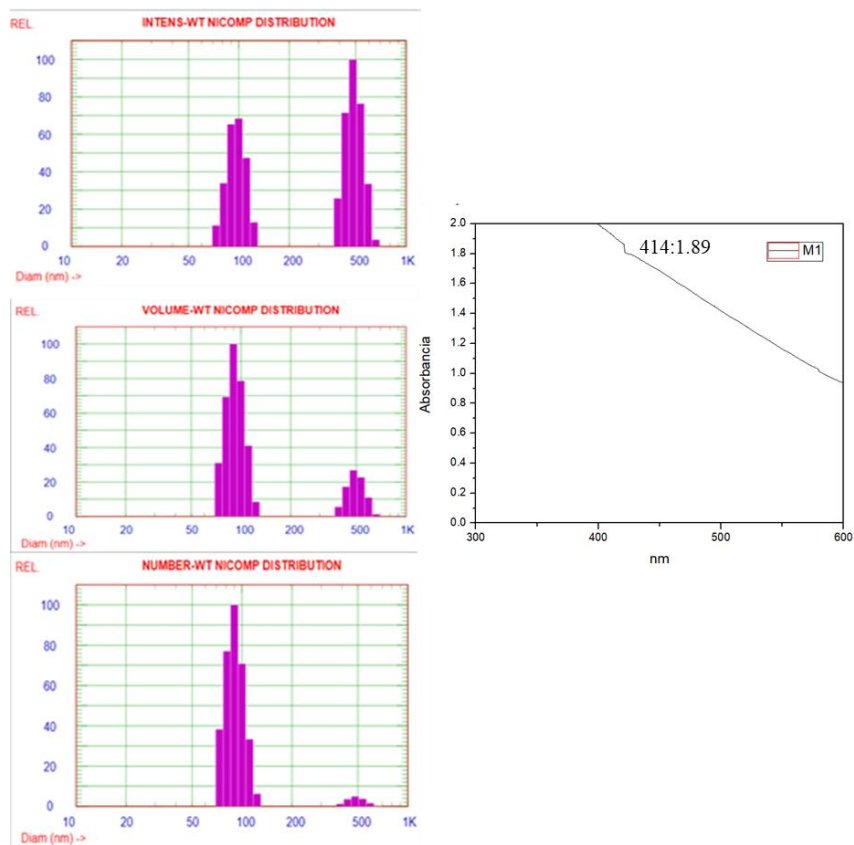 REL.
INTENS-WT NICOMP DISTRIBUTION
100
80
60
40
20
0
10 20 50 100 200 500 1K
Diam (nm) ->
REL.
VOLUME-WT NICOMP DISTRIBUTION
100
80
60
40
20
0
10 20 50 100 200 500 1K
Diam (nm) ->
REL.
NUMBER-WT NICOMP DISTRIBUTION
100
80
60
40
20
0
10 20 50 100 200 500 1K
Diam (nm) ->
Absorbancia
2.0
1.8
1.6
1.4
1.2
1.0
0.8
0.6
0.4
0.2
0.0
414:1.89
M1
300 400 500 600
nm